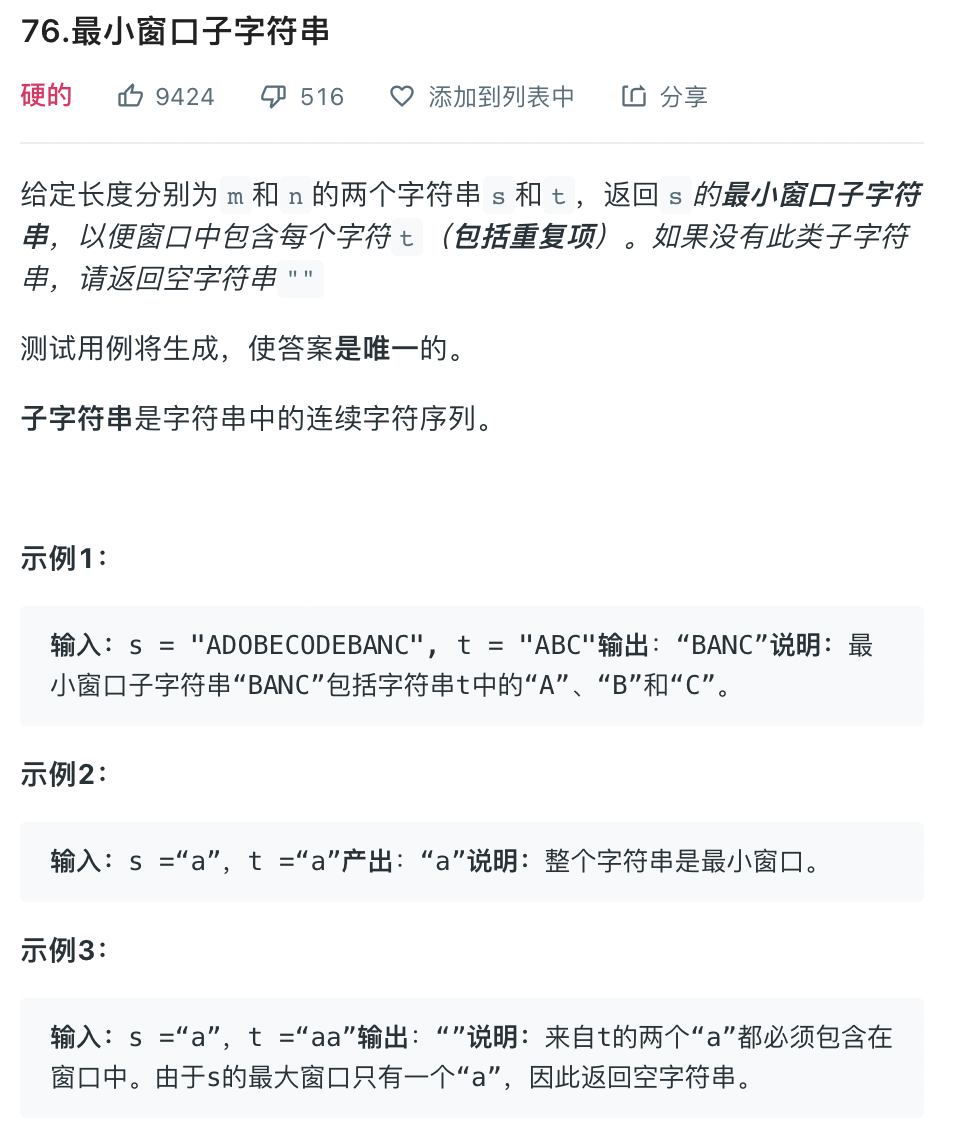 76.最小窗口子字符串
硬的 9424 516 添加到列表中 分享
给定长度分别为 m 和 n 的两个字符串 s 和 t ，返回 s 的最小窗口子字符
串，以便窗口中包含每个字符 t （包括重复项）。如果没有此类子字符
串，请返回空字符串 ""
测试用例将生成，使答案是唯一的。
子字符串是字符串中的连续字符序列。
示例1：
输入：s = "ADOBECODEBANC", t = "ABC"输出：“BANC”说明：最
小窗口子字符串“BANC”包括字符串t中的“A”、“B”和“C”。
示例2：
输入：s =“a”，t =“a”产出：“a”说明：整个字符串是最小窗口。
示例3：
输入：s =“a”，t =“aa”输出：“”说明：来自t的两个“a”都必须包含在
窗口中。由于s的最大窗口只有一个“a”，因此返回空字符串。